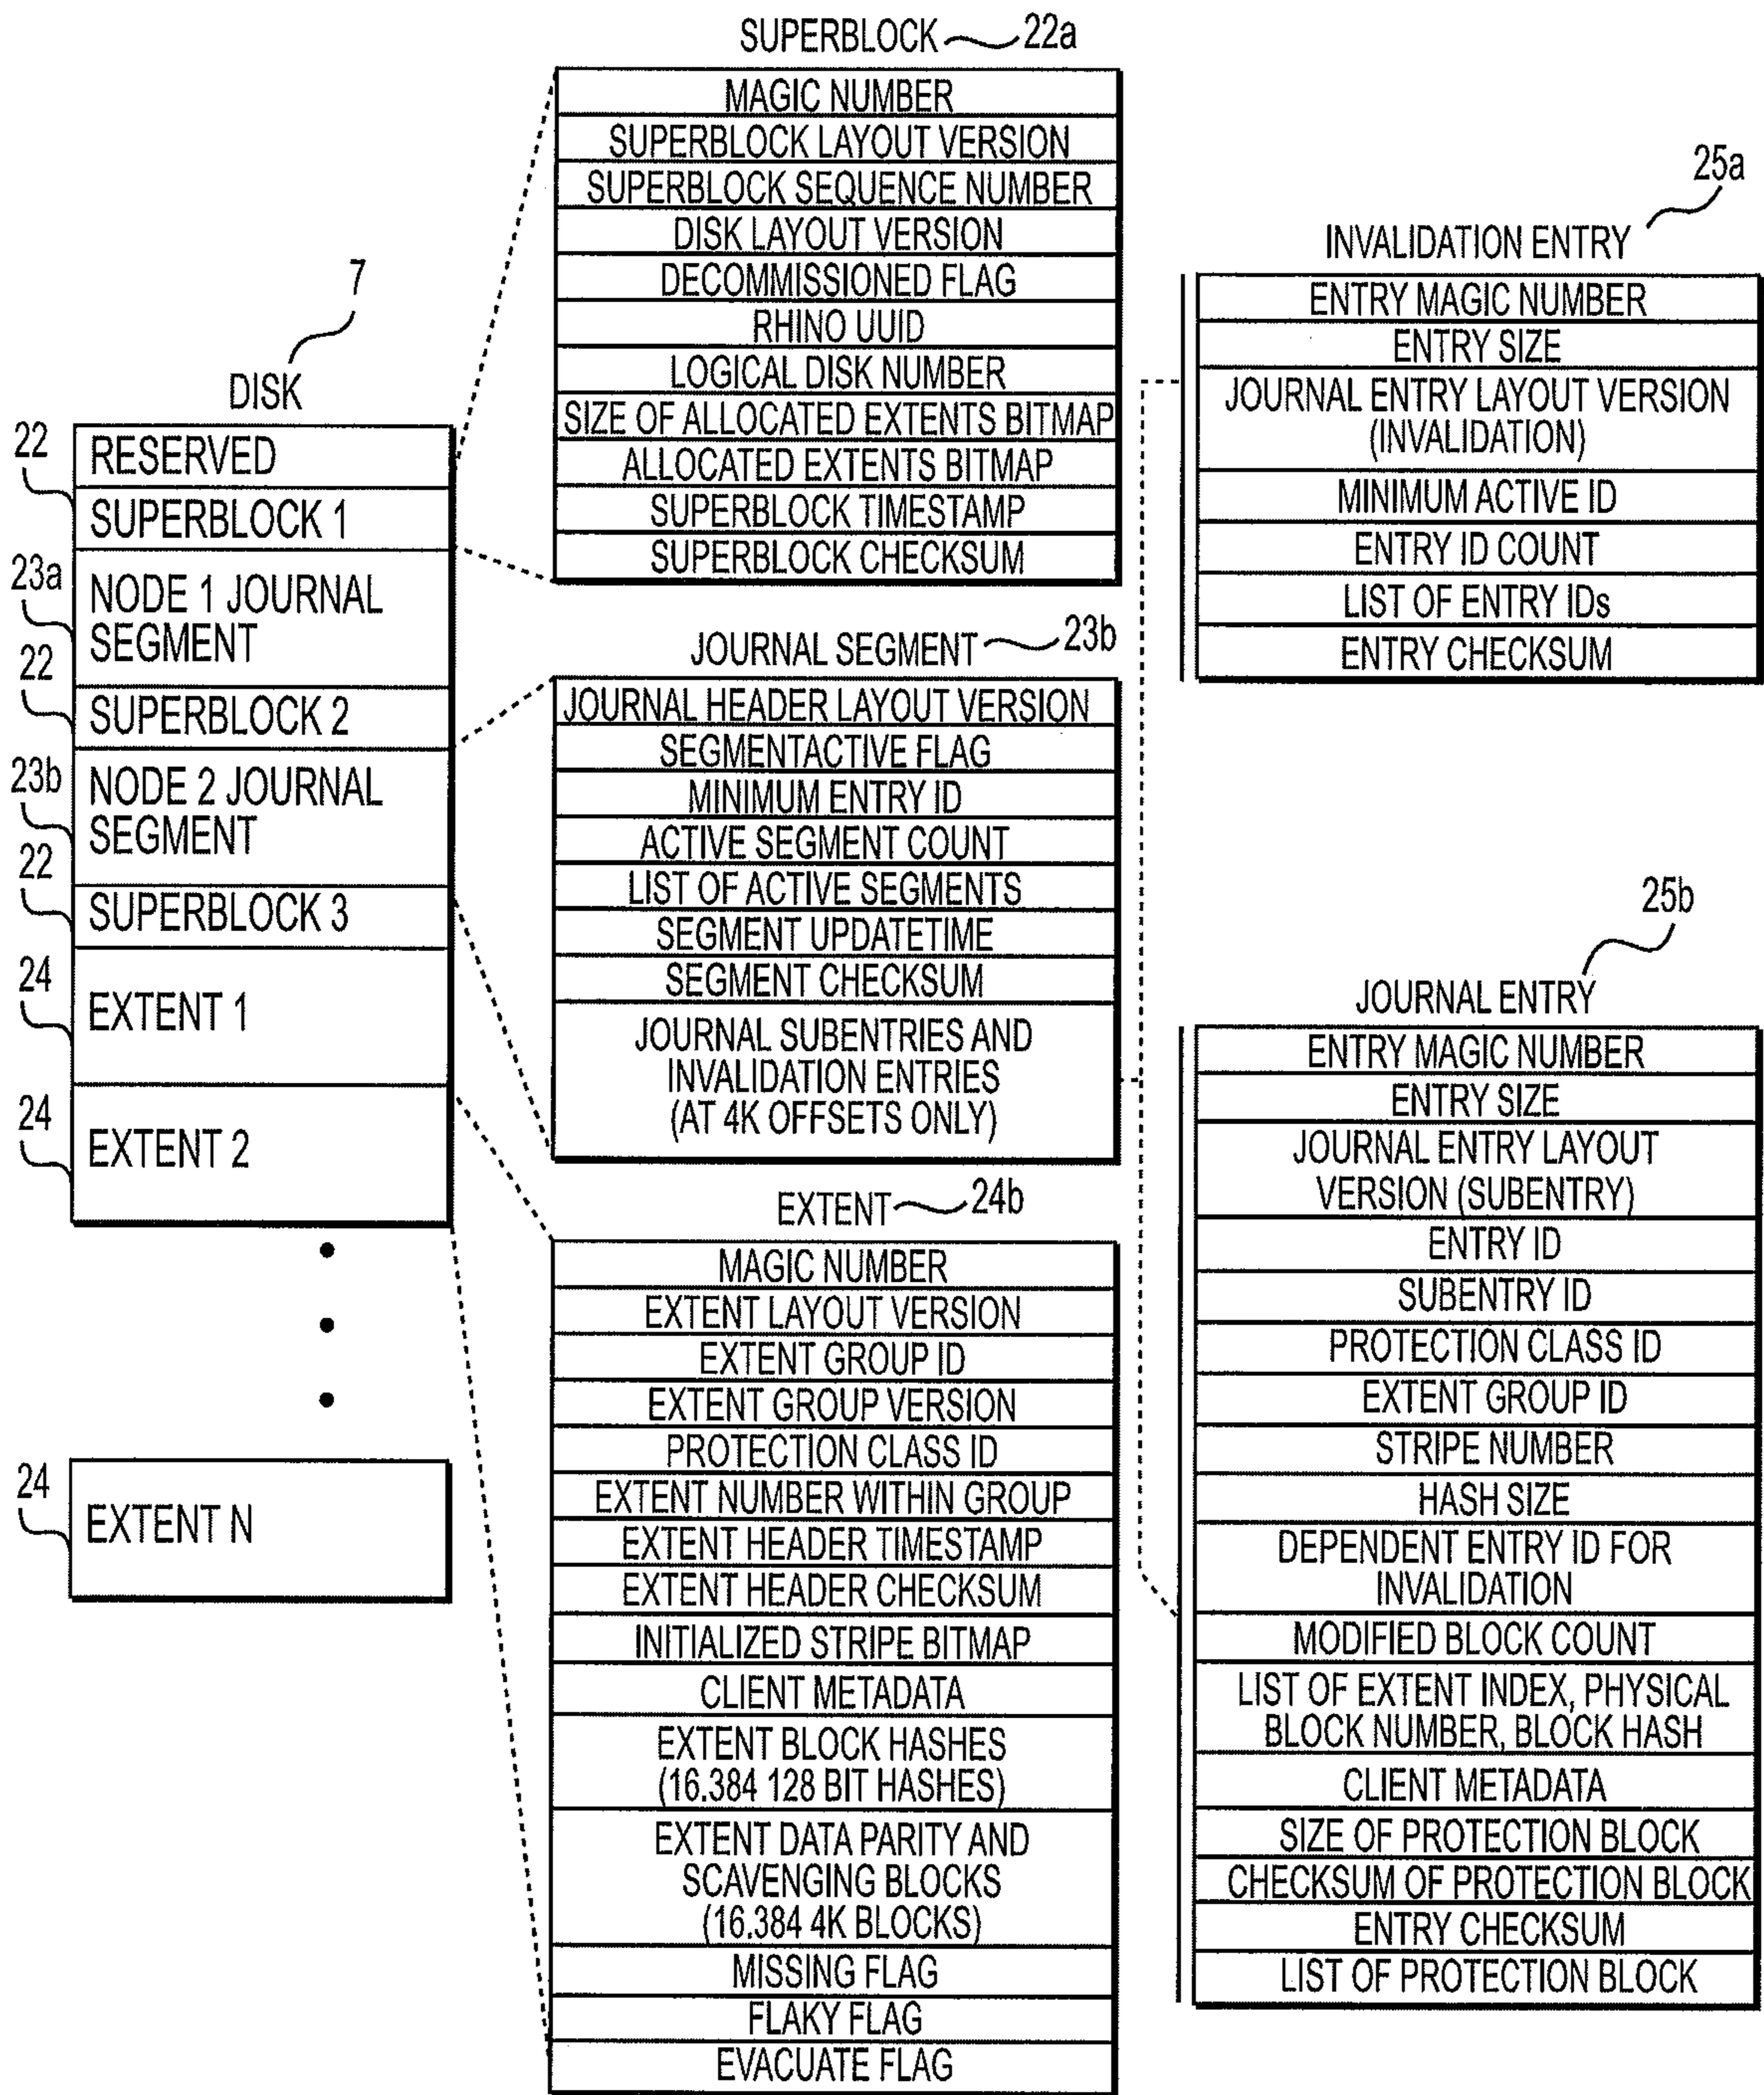 7
DISK
22
RESERVED
SUPERBLOCK 1
23a
NODE 1 JOURNAL
SEGMENT
22
SUPERBLOCK 2
23b
NODE 2 JOURNAL
SEGMENT
22
SUPERBLOCK 3
24
EXTENT 1
24
EXTENT 2
24
EXTENT N
SUPERBLOCK 22a
MAGIC NUMBER
SUPERBLOCK LAYOUT VERSION
SUPERBLOCK SEQUENCE NUMBER
DISK LAYOUT VERSION
DECOMMISSIONED FLAG
RHINO UUID
LOGICAL DISK NUMBER
SIZE OF ALLOCATED EXTENTS BITMAP
ALLOCATED EXTENTS BITMAP
SUPERBLOCK TIMESTAMP
SUPERBLOCK CHECKSUM
JOURNAL SEGMENT 23b
JOURNAL HEADER LAYOUT VERSION
SEGMENTACTIVE FLAG
MINIMUM ENTRY ID
ACTIVE SEGMENT COUNT
LIST OF ACTIVE SEGMENTS
SEGMENT UPDATETIME
SEGMENT CHECKSUM
JOURNAL SUBENTRIES AND
INVALIDATION ENTRIES
(AT 4K OFFSETS ONLY)
EXTENT 24b
MAGIC NUMBER
EXTENT LAYOUT VERSION
EXTENT GROUP ID
EXTENT GROUP VERSION
PROTECTION CLASS ID
EXTENT NUMBER WITHIN GROUP
EXTENT HEADER TIMESTAMP
EXTENT HEADER CHECKSUM
INITIALIZED STRIPE BITMAP
CLIENT METADATA
EXTENT BLOCK HASHES
(16.384 128 BIT HASHES)
EXTENT DATA PARITY AND
SCAVENGING BLOCKS
(16.384 4K BLOCKS)
MISSING FLAG
FLAKY FLAG
EVACUATE FLAG
25a
INVALIDATION ENTRY
ENTRY MAGIC NUMBER
ENTRY SIZE
JOURNAL ENTRY LAYOUT VERSION
(INVALIDATION)
MINIMUM ACTIVE ID
ENTRY ID COUNT
LIST OF ENTRY IDs
ENTRY CHECKSUM
25b
JOURNAL ENTRY
ENTRY MAGIC NUMBER
ENTRY SIZE
JOURNAL ENTRY LAYOUT
VERSION (SUBENTRY)
ENTRY ID
SUBENTRY ID
PROTECTION CLASS ID
EXTENT GROUP ID
STRIPE NUMBER
HASH SIZE
DEPENDENT ENTRY ID FOR
INVALIDATION
MODIFIED BLOCK COUNT
LIST OF EXTENT INDEX, PHYSICAL
BLOCK NUMBER, BLOCK HASH
CLIENT METADATA
SIZE OF PROTECTION BLOCK
CHECKSUM OF PROTECTION BLOCK
ENTRY CHECKSUM
LIST OF PROTECTION BLOCK